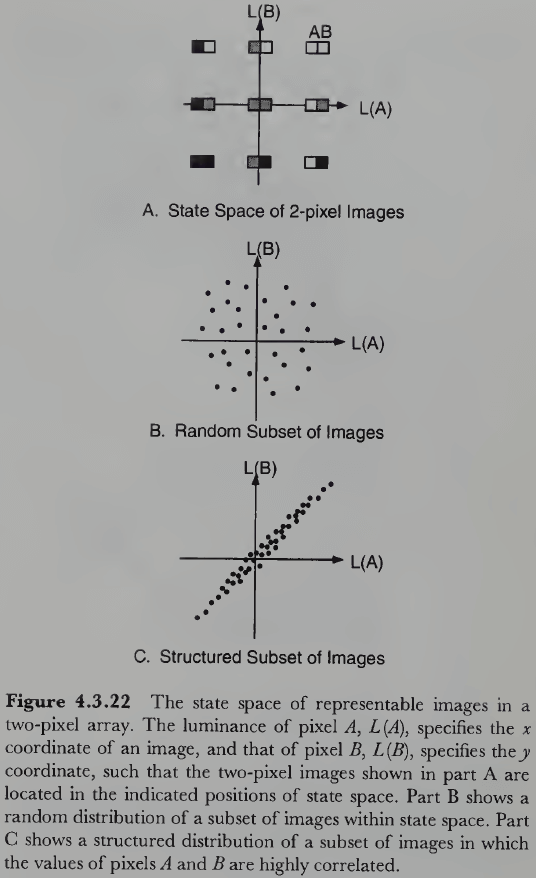 L(B)
AB
L(A)
A. State Space of 2-pixel Images
L(B)
L(A)
B. Random Subset of Images
L(B)
L(A)
C. Structured Subset of Images
Figure 4.3.22 The state space of representable images in a
two-pixel array. The luminance of pixel A, L(A), specifies the x
coordinate of an image, and that of pixel B, L(B), specifies the y
coordinate, such that the two-pixel images shown in part A are
located in the indicated positions of state space. Part B shows a
random distribution of a subset of images within state space. Part
C shows a structured distribution of a subset of images in which
the values of pixels A and B are highly correlated.